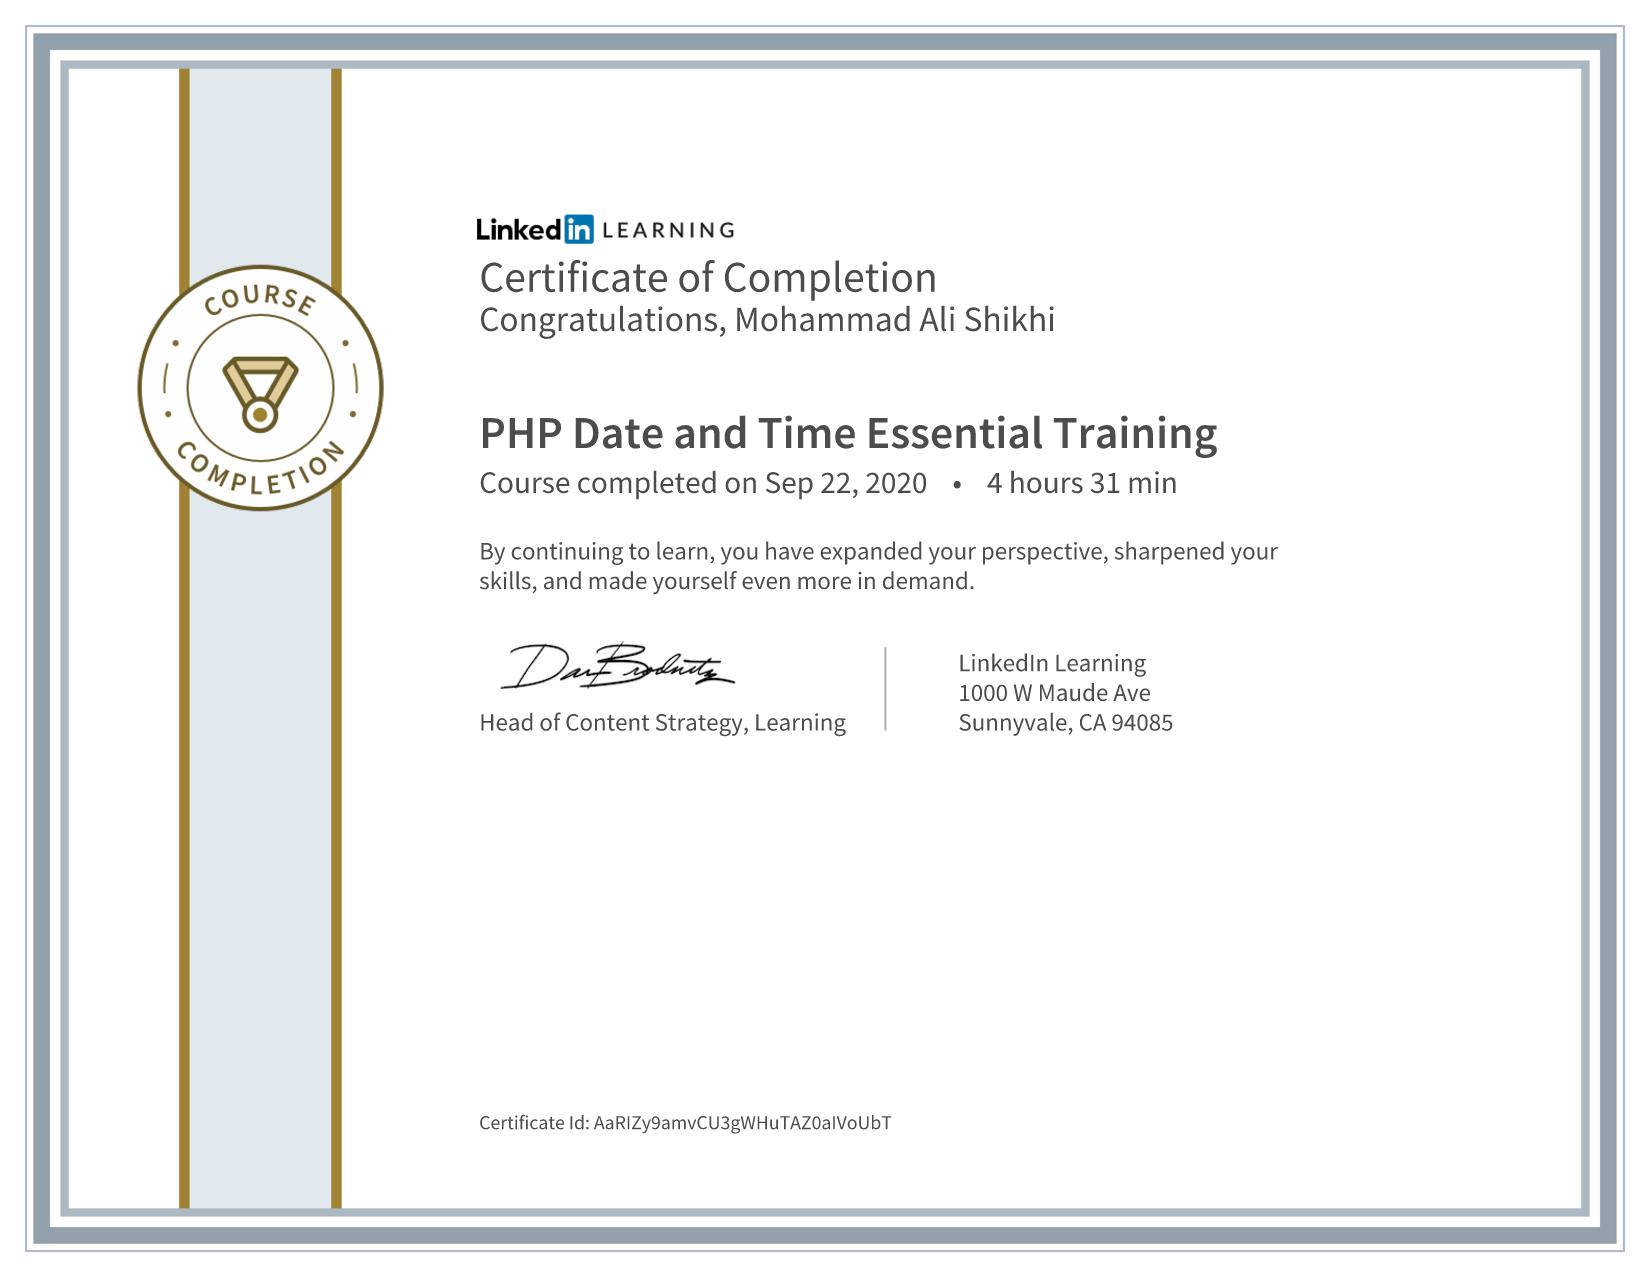 LinkedIn LEARNING
Certificate of Completion
Congratulations, Mohammad Ali Shikhi
COURSE
COMPLETION
PHP Date and Time Essential Training
Course completed on Sep 22, 2020 • 4 hours 31 min
By continuing to learn, you have expanded your perspective, sharpened your
skills, and made yourself even more in demand.
Head of Content Strategy, Learning
LinkedIn Learning
1000 W Maude Ave
Sunnyvale, CA 94085
Certificate Id: AaRIZy9amvCU3gWHuTAZ0aIVoUbT